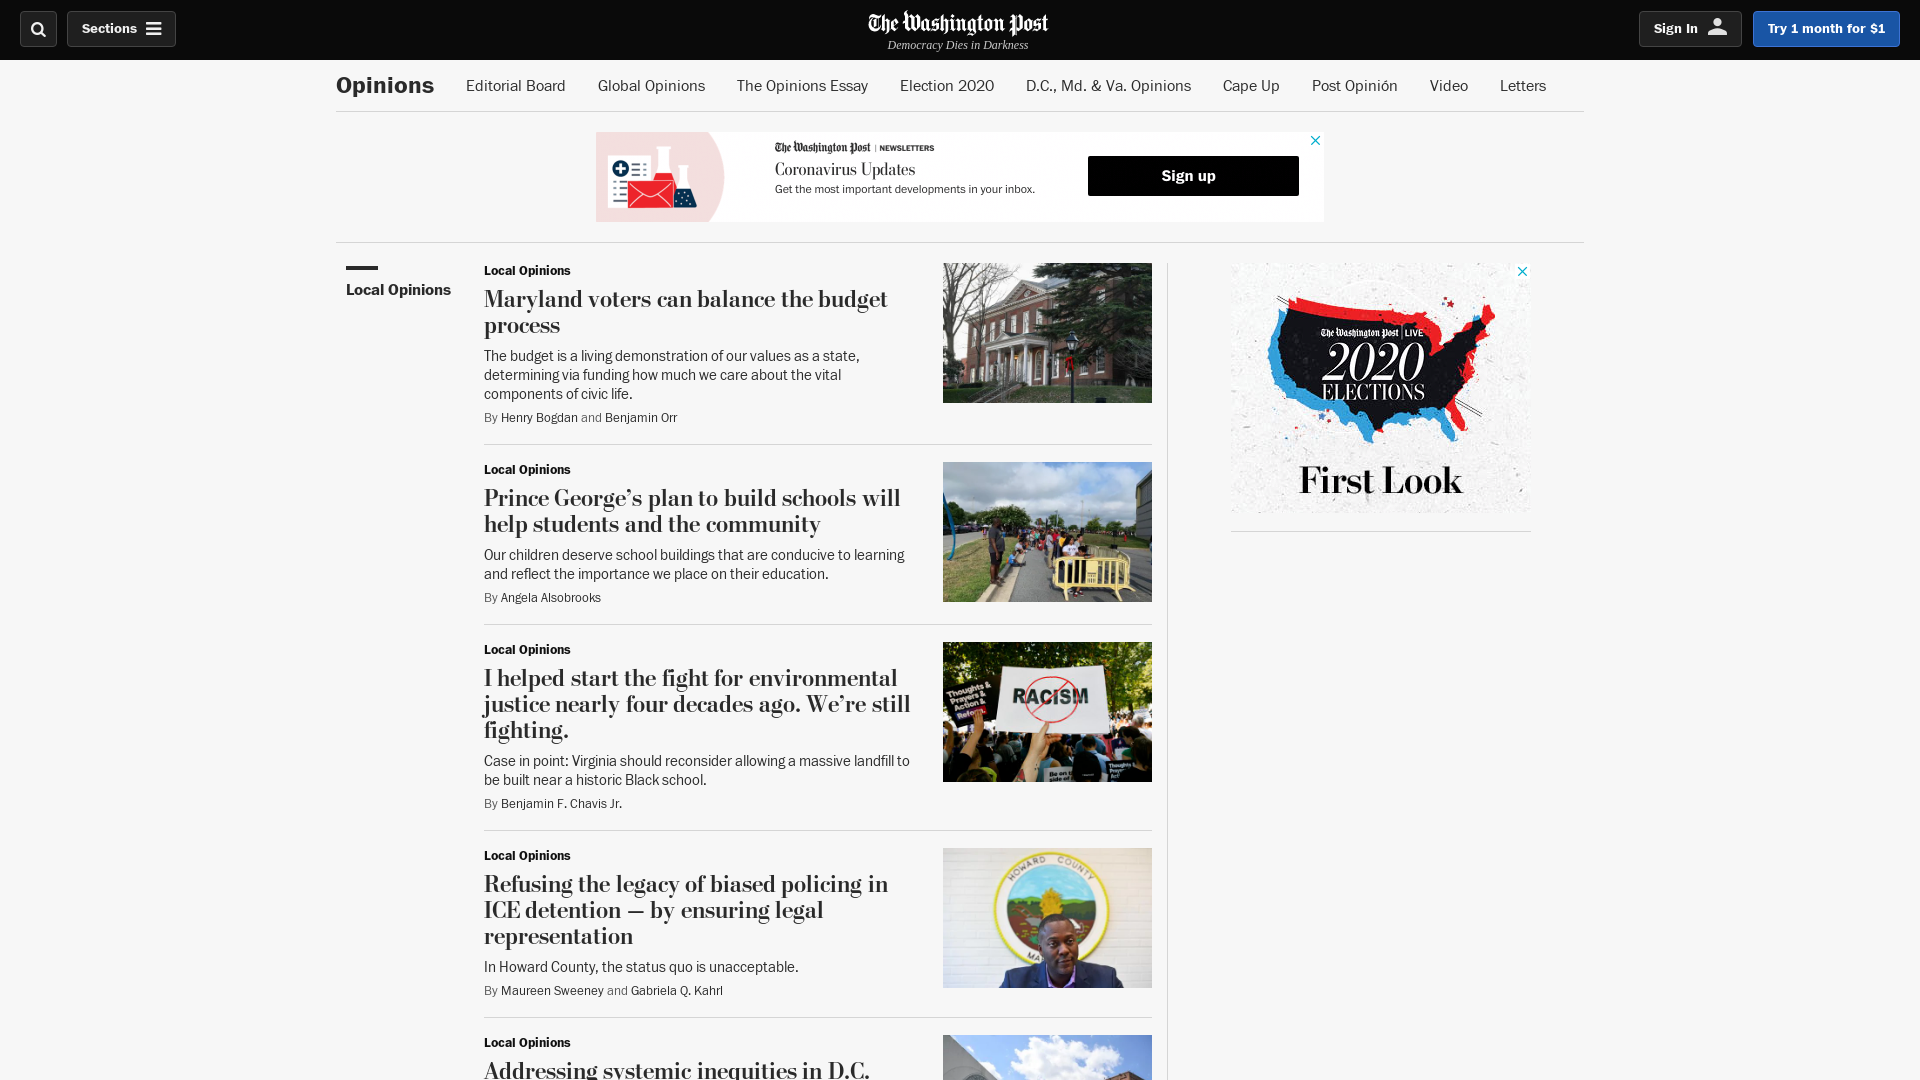 Sections
The Washington Post
Democracy Dies in Darkness
Sign In
Try 1 month for $1
Opinions
Editorial Board
Global Opinions
The Opinions Essay
Election 2020
D.C., Md. & Va. Opinions
Cape Up
Post Opinión
Video
Letters
The Washington Post | NEWSLETTERS
Coronavirus Updates
Get the most important developments in your inbox.
Sign up
Local Opinions
Local Opinions
Maryland voters can balance the budget
process
The budget is a living demonstration of our values as a state,
determining via funding how much we care about the vital
components of civic life.
By Henry Bogdan and Benjamin Orr
Local Opinions
Prince George’s plan to build schools will
help students and the community
Our children deserve school buildings that are conducive to learning
and reflect the importance we place on their education.
By Angela Alsobrooks
Local Opinions
I helped start the fight for environmental
justice nearly four decades ago. We’re still
fighting.
Case in point: Virginia should reconsider allowing a massive landfill to
be built near a historic Black school.
By Benjamin F. Chavis Jr.
Thoughts &
Prayers &
Action &
Reform.
RACISM
Be an
side of
Thoughts &
Prayers
Local Opinions
Refusing the legacy of biased policing in
ICE detention — by ensuring legal
representation
In Howard County, the status quo is unacceptable.
By Maureen Sweeney and Gabriela Q. Kahrl
HOWARD COUNTY
MA
Local Opinions
Addressing systemic inequities in D.C.
The Washington Post | LIVE
2020
ELECTIONS
First Look